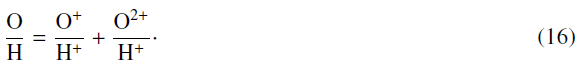 O/H = O⁺/H⁺ + O²⁺/H⁺. (16)